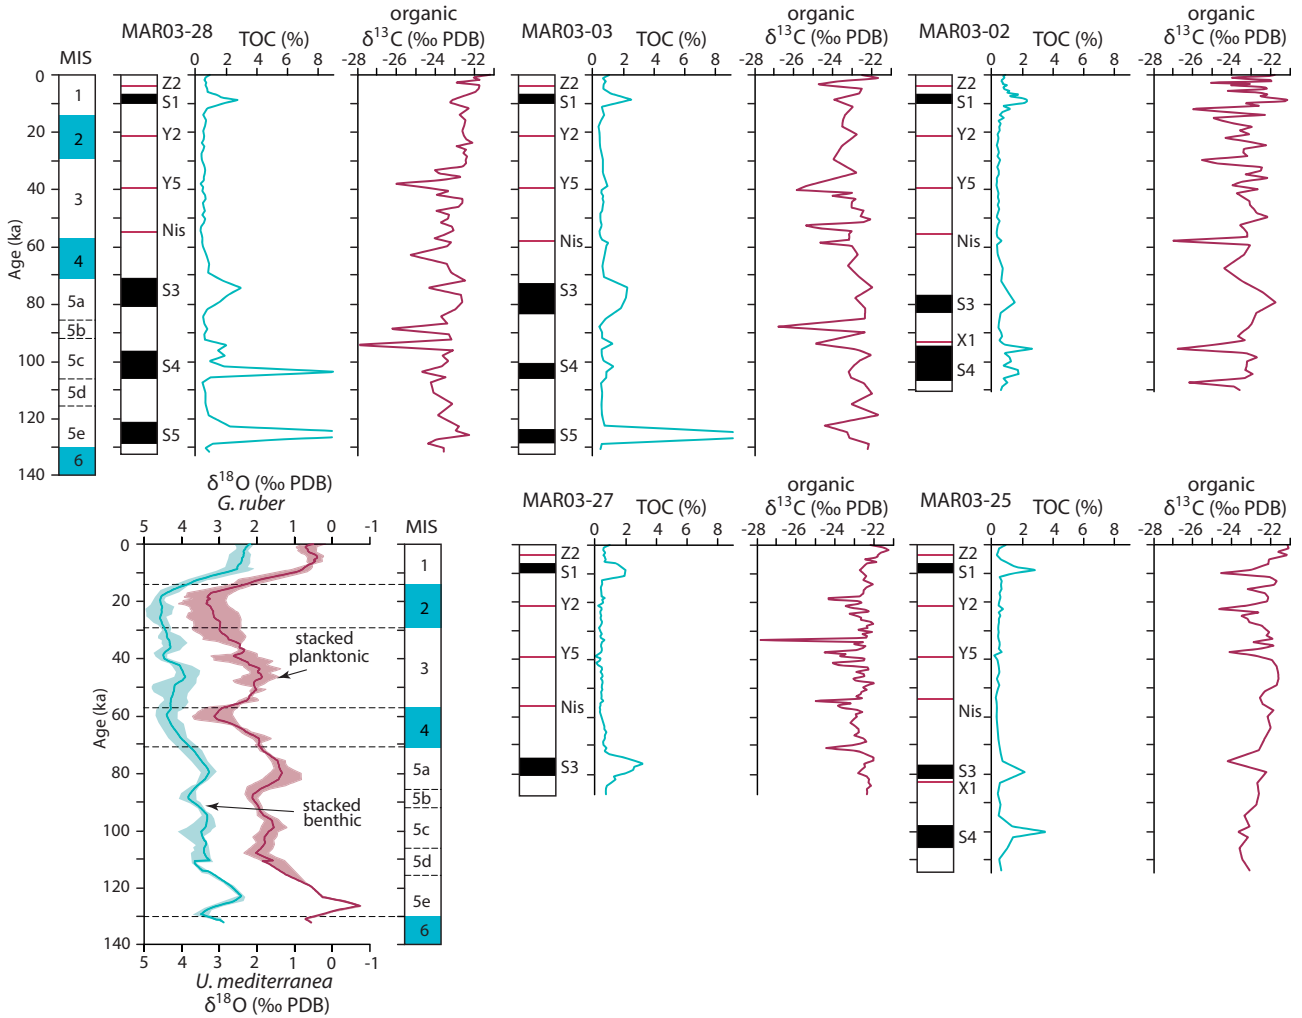 MAR03-28
TOC (%)
organic
δ13C (‰ PDB)
MAR03-03
TOC (%)
organic
δ13C (‰ PDB)
MAR03-02
TOC (%)
organic
δ13C (‰ PDB)
MIS
0 2 4 6 8
-28 -26 -24 -22
0 2 4 6 8
-28 -26 -24 -22
0 2 4 6 8
-28 -26 -24 -22
Age (ka)
0
20
40
60
80
100
120
140
1
2
3
4
5a
5b
5c
5d
5e
6
Z2
S1
Y2
Y5
Nis
S3
S4
S5
Z2
S1
Y2
Y5
Nis
S3
S4
S5
Z2
S1
Y2
Y5
Nis
S3
X1
S4
δ18O (‰ PDB)
G. ruber
5 4 3 2 1 0 -1
MIS
Age (ka)
0
20
40
60
80
100
120
140
stacked
planktonic
stacked
benthic
1
2
3
4
5a
5b
5c
5d
5e
6
5 4 3 2 1 0 -1
U. mediterranea
δ18O (‰ PDB)
MAR03-27
TOC (%)
organic
δ13C (‰ PDB)
0 2 4 6 8
-28 -26 -24 -22
Z2
S1
Y2
Y5
Nis
S3
MAR03-25
TOC (%)
organic
δ13C (‰ PDB)
0 2 4 6 8
-28 -26 -24 -22
Z2
S1
Y2
Y5
Nis
S3
X1
S4